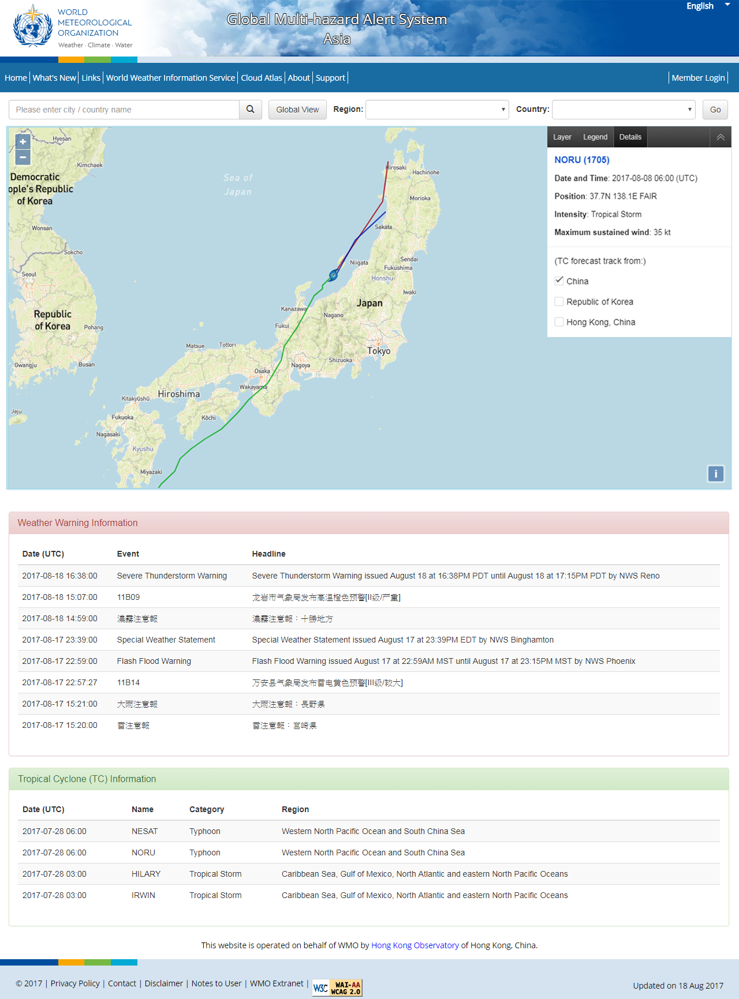 WORLD
METEOROLOGICAL
ORGANIZATION
Weather · Climate · Water
Global Multi-hazard Alert System
Asia
English
Home
What's New
Links
World Weather Information Service
Cloud Atlas
About
Support
Member Login
Please enter city / country name
Global View
Region:
Country:
Go
+
−
Hyesan
Kimchaek
Democratic
ople's Republic
of Korea
Wonsan
Sokcho
Seoul
Republic
of Korea
Pohang
Gwangju
Busan
Jeju
Sea of
Japan
Hirosaki
Hachinohe
Morioka
Sakata
Sendai
Niigata
Fukushima
Honshu
Iwaki
Japan
Kanazawa
Nagano
Fukui
Tokyo
Matsue
Tottori
Shizuoka
Nagoya
Osaka
Wakayama
Hiroshima
Kitakyūshū
Kōchi
Fukuoka
Nagasaki
Kyushu
Miyazaki
Layer
Legend
Details
NORU (1705)
Date and Time: 2017-08-08 06:00 (UTC)
Position: 37.7N 138.1E FAIR
Intensity: Tropical Storm
Maximum sustained wind: 35 kt
(TC forecast track from:)
China
Republic of Korea
Hong Kong, China
i
Weather Warning Information
Date (UTC) Event Headline
2017-08-18 16:38:00 Severe Thunderstorm Warning Severe Thunderstorm Warning issued August 18 at 16:38PM PDT until August 18 at 17:15PM PDT by NWS Reno
2017-08-18 15:07:00 11B09 龙岩市气象局发布高温橙色预警[II级/严重]
2017-08-18 14:59:00 濃霧注意報 濃霧注意報：十勝地方
2017-08-17 23:39:00 Special Weather Statement Special Weather Statement issued August 17 at 23:39PM EDT by NWS Binghamton
2017-08-17 22:59:00 Flash Flood Warning Flash Flood Warning issued August 17 at 22:59AM MST until August 17 at 23:15PM MST by NWS Phoenix
2017-08-17 22:57:27 11B14 万安县气象局发布雷电黄色预警[III级/较大]
2017-08-17 15:21:00 大雨注意報 大雨注意報：長野県
2017-08-17 15:20:00 雷注意報 雷注意報：宮崎県
Tropical Cyclone (TC) Information
Date (UTC) Name Category Region
2017-07-28 06:00 NESAT Typhoon Western North Pacific Ocean and South China Sea
2017-07-28 06:00 NORU Typhoon Western North Pacific Ocean and South China Sea
2017-07-28 03:00 HILARY Tropical Storm Caribbean Sea, Gulf of Mexico, North Atlantic and eastern North Pacific Oceans
2017-07-28 03:00 IRWIN Tropical Storm Caribbean Sea, Gulf of Mexico, North Atlantic and eastern North Pacific Oceans
This website is operated on behalf of WMO by Hong Kong Observatory of Hong Kong, China.
© 2017 | Privacy Policy | Contact | Disclaimer | Notes to User | WMO Extranet |
W3C WAI-AA
WCAG 2.0
Updated on 18 Aug 2017